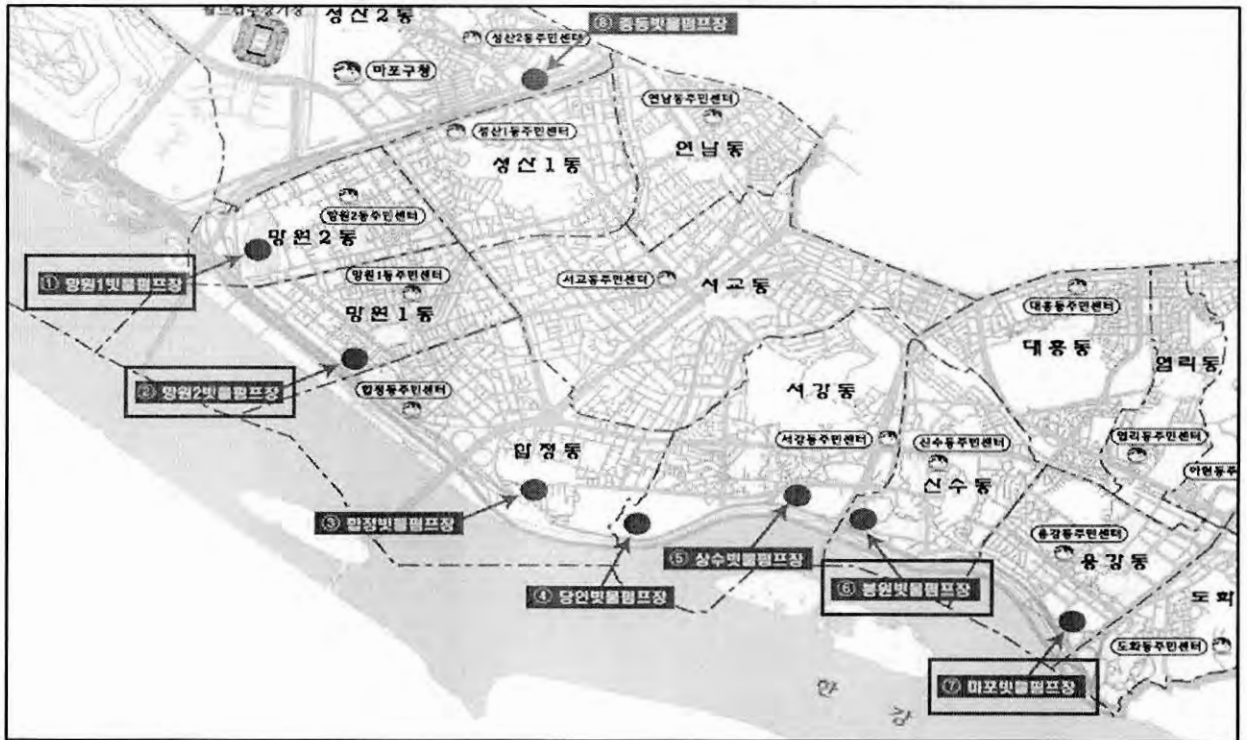 월드컵주경기장
성산2동
⑧ 중동빗물펌프장
성산2동주민센터
마포구청
연남동주민센터
성산1동주민센터
성산1동
연남동
망원2동주민센터
망원2동
① 망원1빗물펌프장
망원1동주민센터
서교동주민센터
서교동
대흥동주민센터
망원1동
대흥동
염리동
② 망원2빗물펌프장
합정동주민센터
서강동
서강동주민센터
신수동주민센터
염리동주민센터
아현동주
합정동
신수동
③ 합정빗물펌프장
용강동주민센터
⑤ 상수빗물펌프장
용강동
④ 당인빗물펌프장
⑥ 봉원빗물펌프장
도화
도화동주민센터
⑦ 마포빗물펌프장
한
강